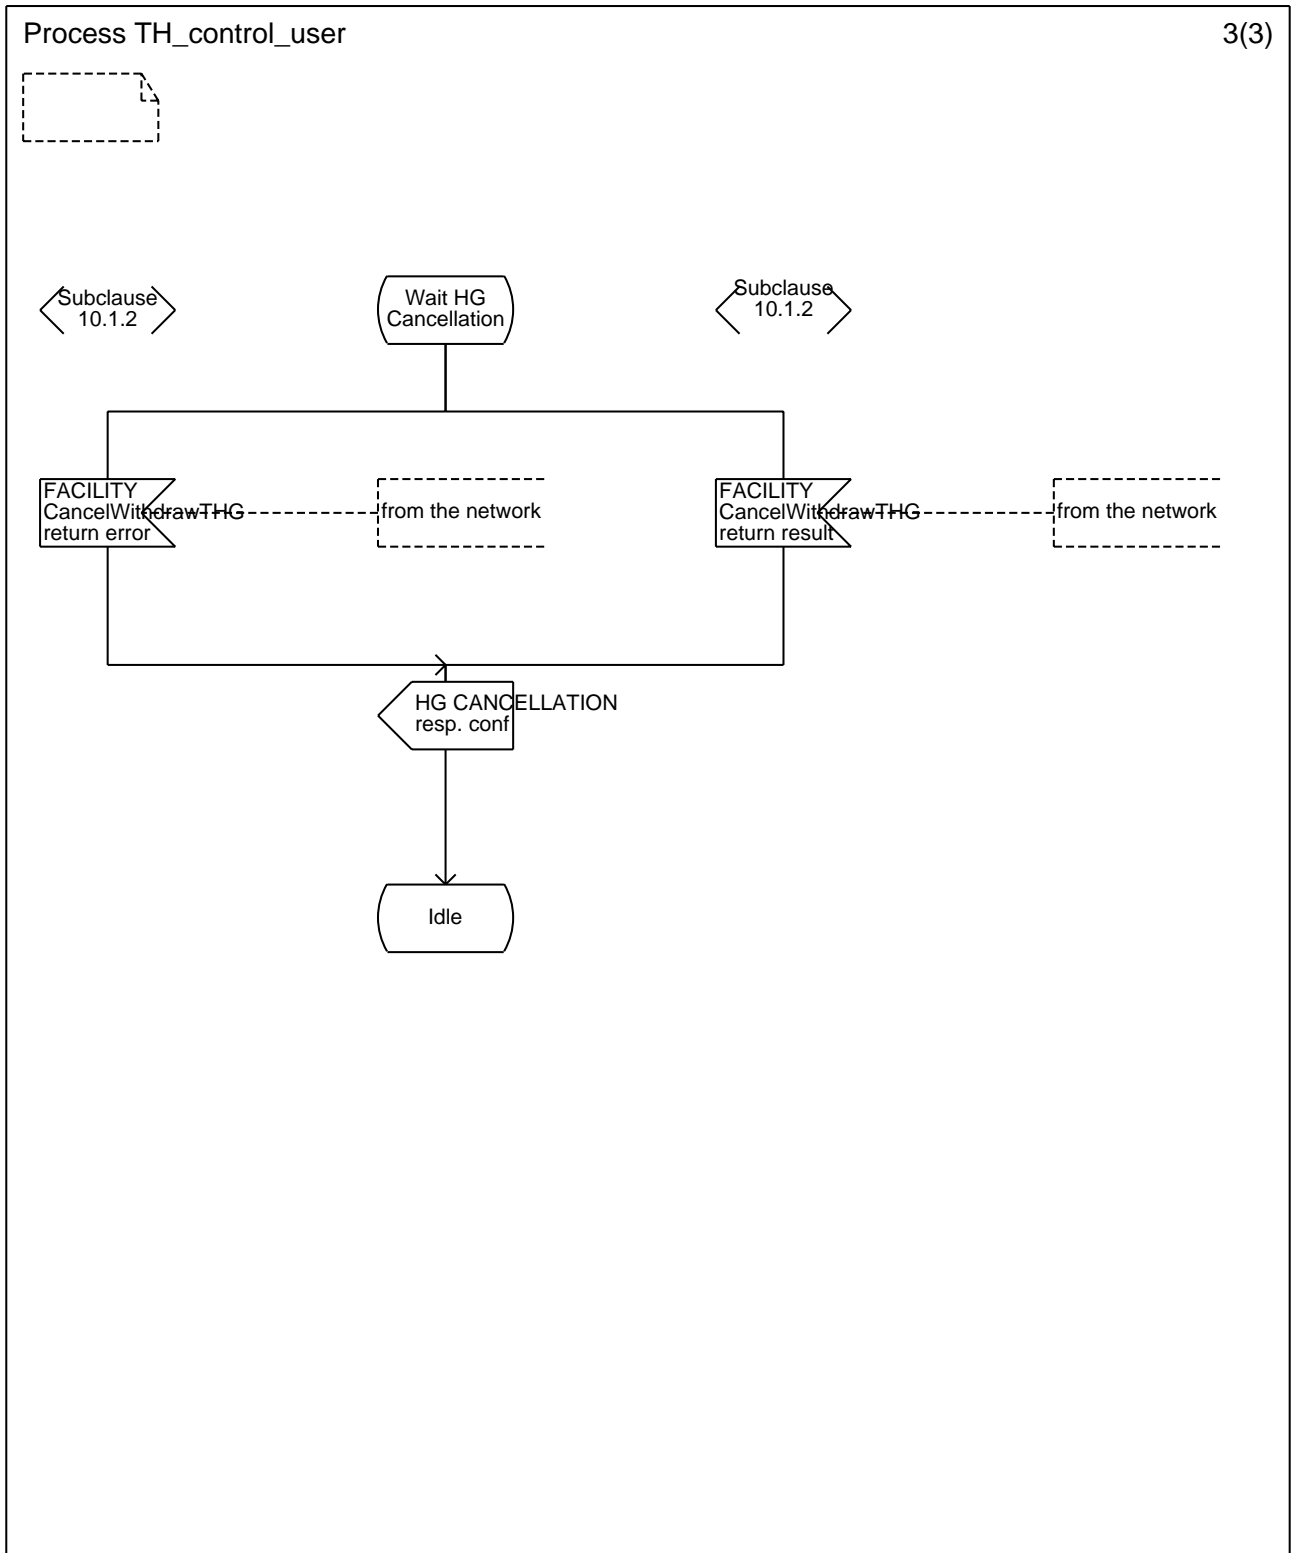 Process TH_control_user
3(3)
Subclause
10.1.2
Wait HG
Cancellation
Subclause
10.1.2
FACILITY
CancelWithdrawTHG
return error
from the network
FACILITY
CancelWithdrawTHG
return result
from the network
HG CANCELLATION
resp. conf
Idle